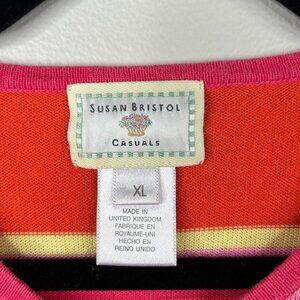 SUSAN BRISTOL
CASUALS
XL
MADE IN
UNITED KINGDOM
FABRIQUE EN
ROYAUME-UNI
HECHO EN
REINO UNIDO